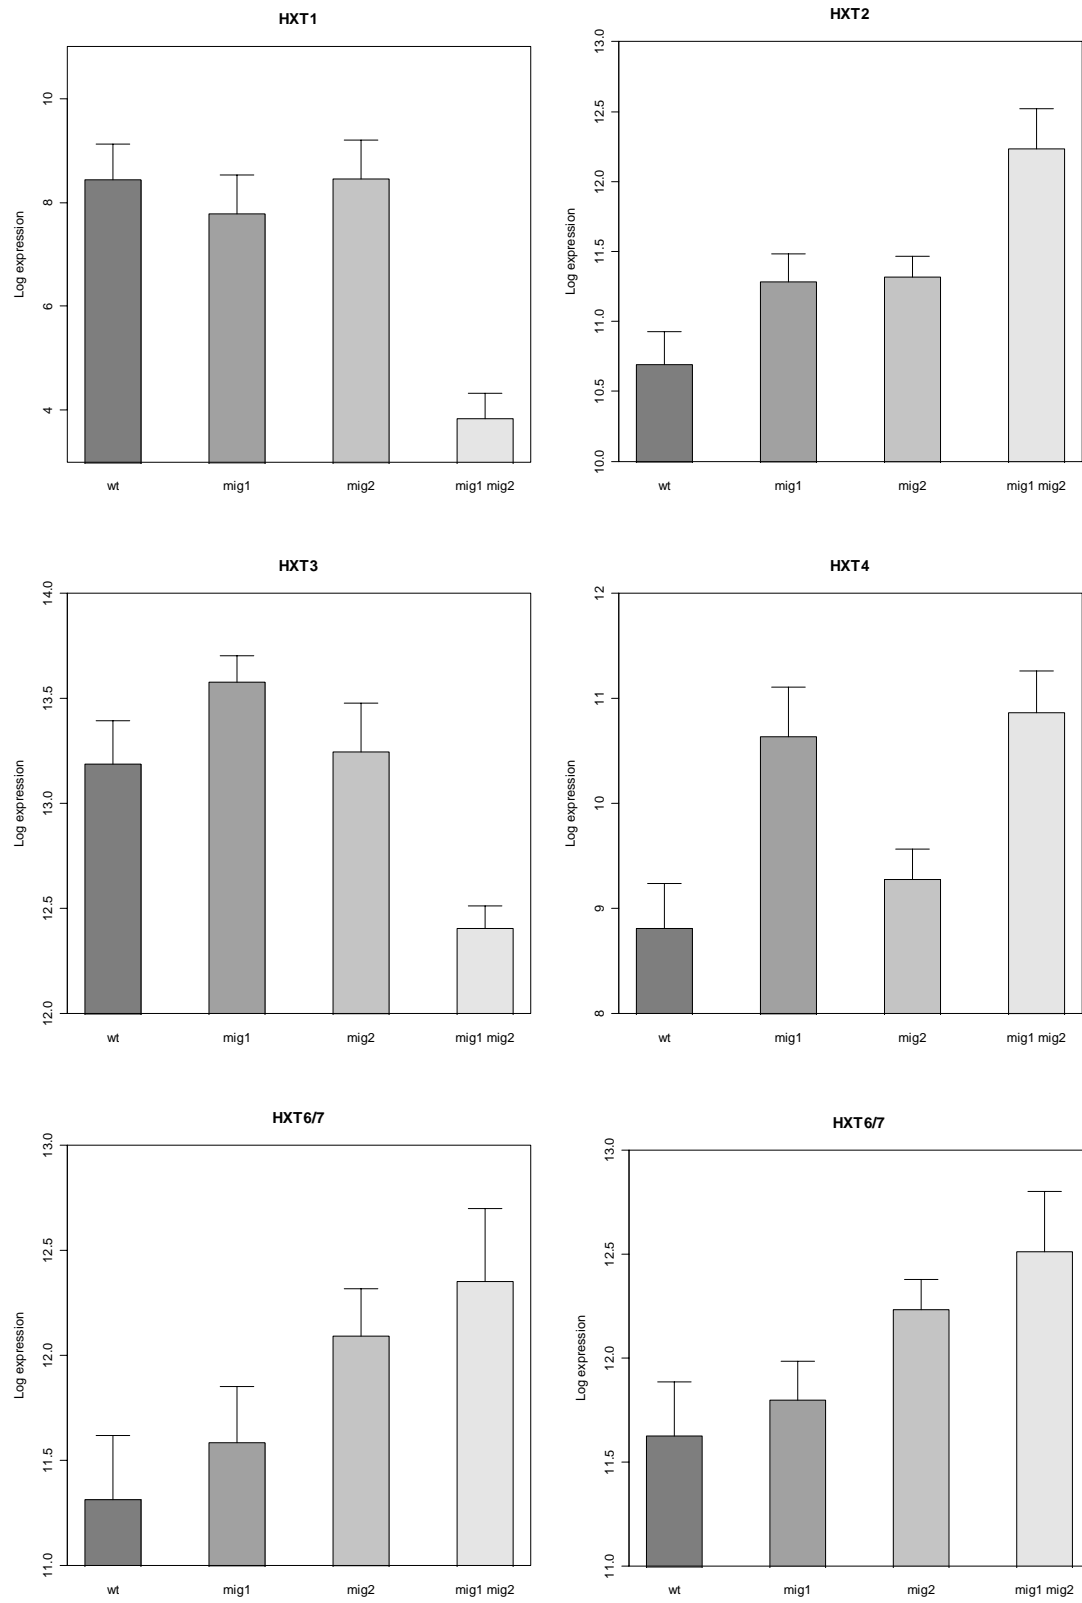 HXT1
Log expression
10
8
6
4
wt mig1 mig2 mig1 mig2
HXT2
Log expression
13.0
12.5
12.0
11.5
11.0
10.5
10.0
wt mig1 mig2 mig1 mig2
HXT3
Log expression
14.0
13.5
13.0
12.5
12.0
wt mig1 mig2 mig1 mig2
HXT4
Log expression
12
11
10
9
8
wt mig1 mig2 mig1 mig2
HXT6/7
Log expression
13.0
12.5
12.0
11.5
11.0
wt mig1 mig2 mig1 mig2
HXT6/7
Log expression
13.0
12.5
12.0
11.5
11.0
wt mig1 mig2 mig1 mig2